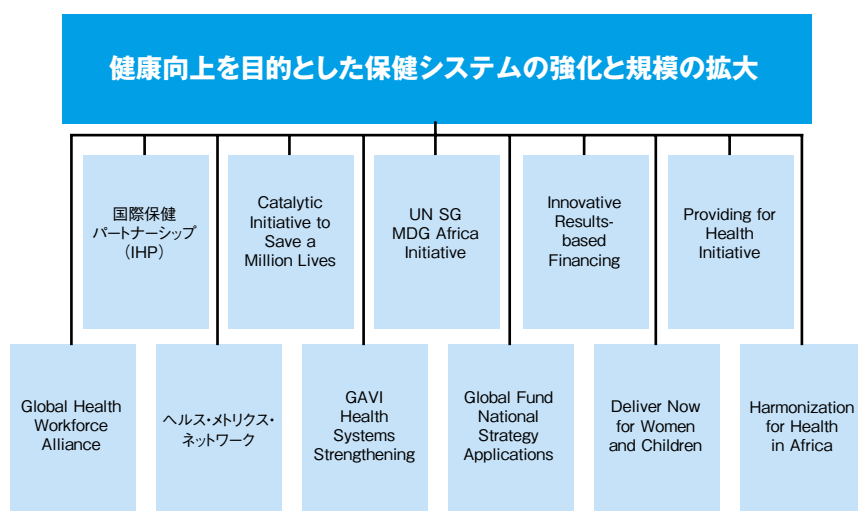 健康向上を目的とした保健システムの強化と規模の拡大
国際保健
パートナーシップ
(IHP)
Catalytic
Initiative to
Save a
Million Lives
UN SG
MDG Africa
Initiative
Innovative
Results-
based
Financing
Providing for
Health
Initiative
Global Health
Workforce
Alliance
ヘルス・メトリクス・
ネットワーク
GAVI
Health
Systems
Strengthening
Global Fund
National
Strategy
Applications
Deliver Now
for Women
and Children
Harmonization
for Health
in Africa